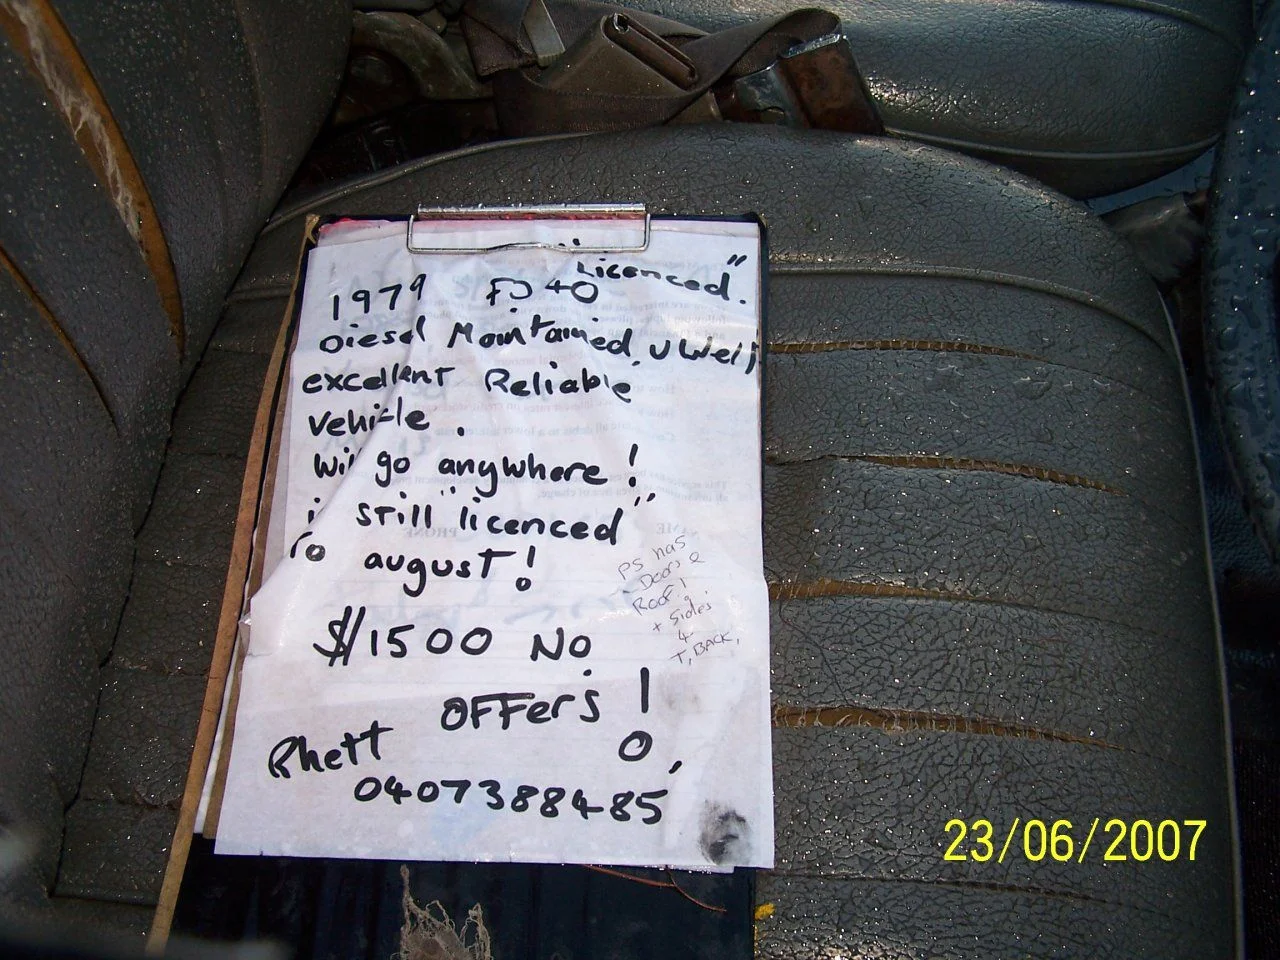 "Licenced".
1979 FJ40
Diesel Maintained, v well,
excellent Reliable
vehicle.
Will go anywhere!
is still "licenced"
To august!
PS has
Doors &
Roof!
+ Sides
4
T, BACK,
$1500 No
OFFers!
Rhett O,
0407388485
23/06/2007